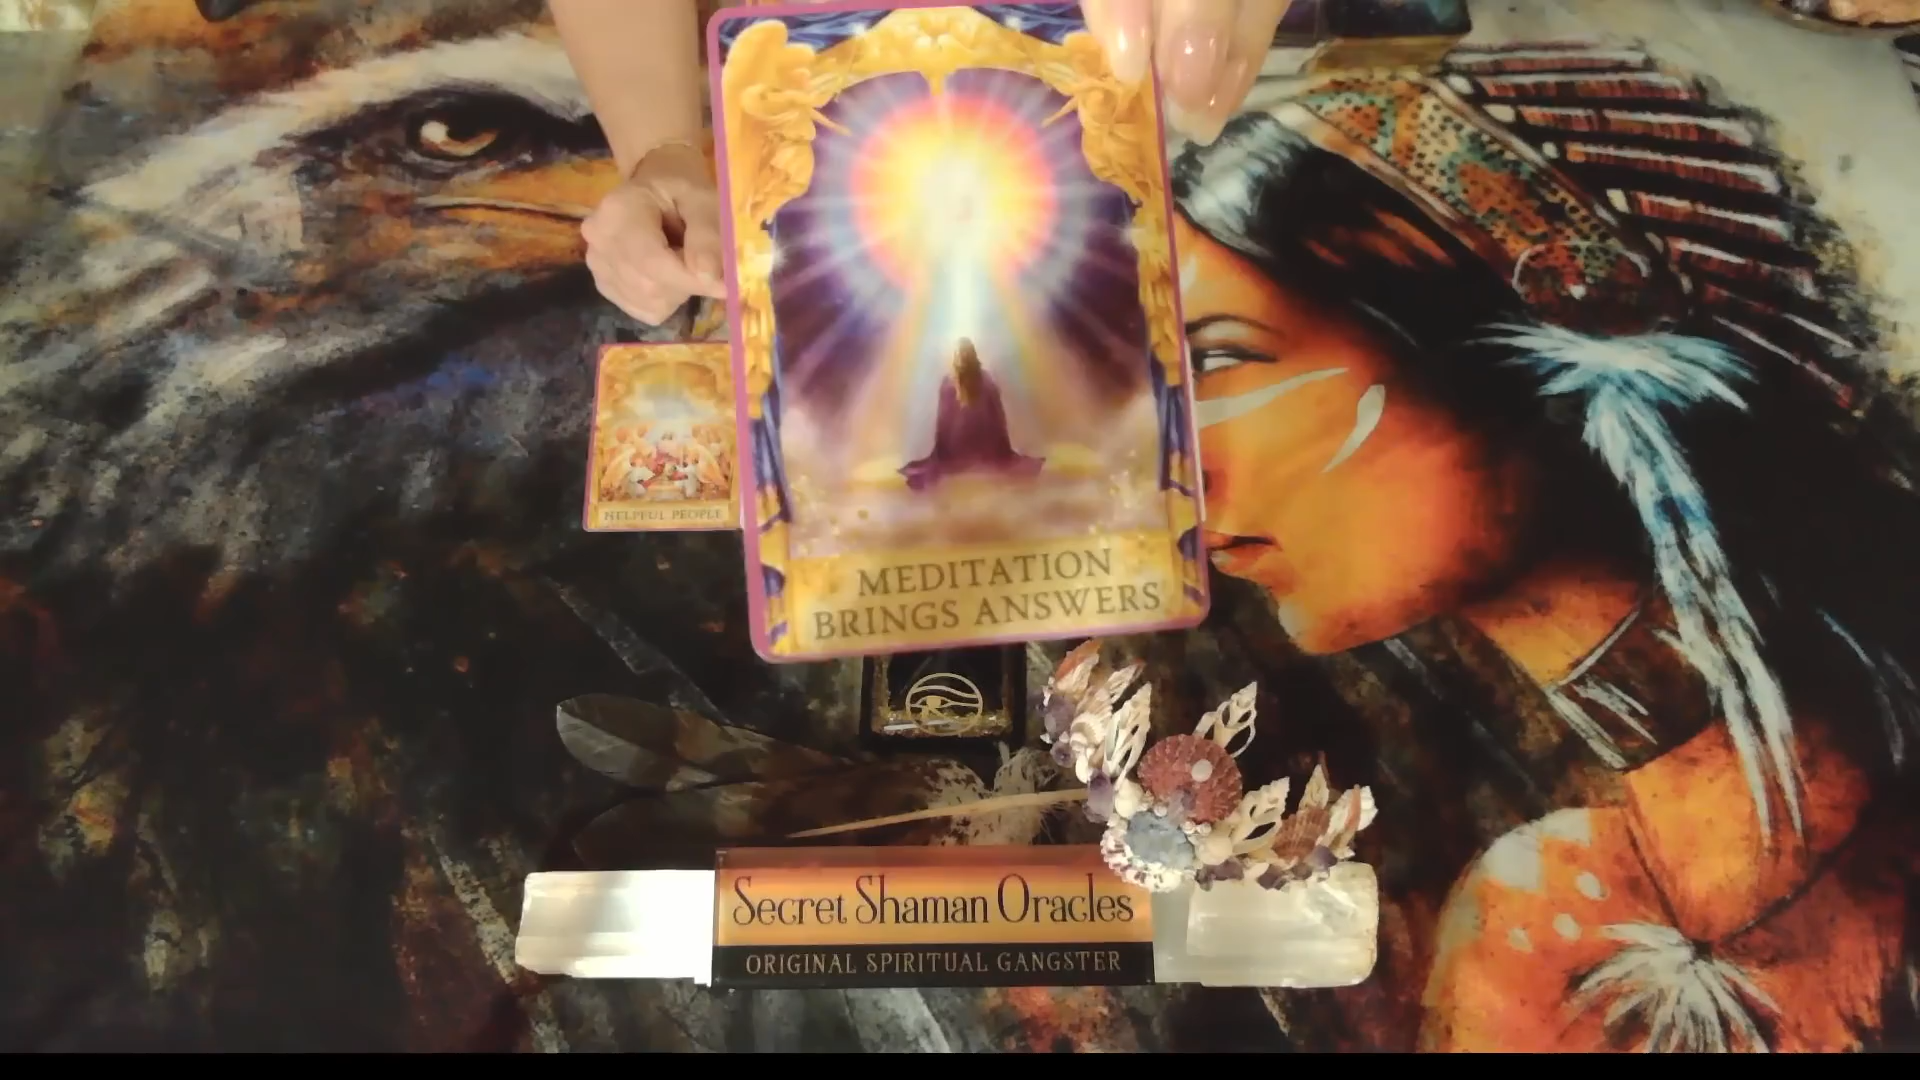 HELPFUL PEOPLE
MEDITATION
BRINGS ANSWERS
Secret Shaman Oracles
ORIGINAL SPIRITUAL GANGSTER